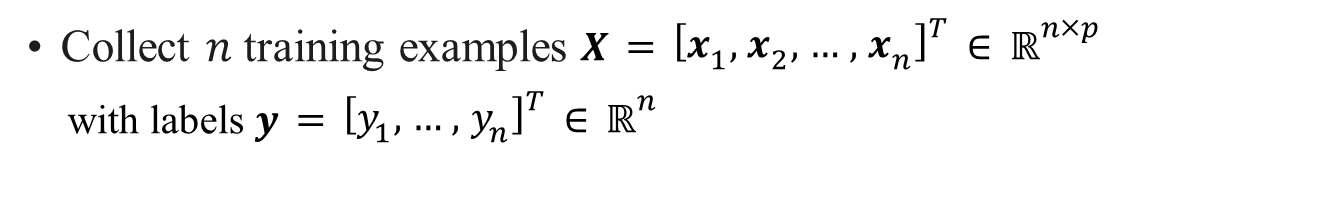 • Collect n training examples X = [x₁, x₂, … , xₙ]ᵀ ∈ ℝⁿˣᵖ
with labels y = [y₁, … , yₙ]ᵀ ∈ ℝⁿ